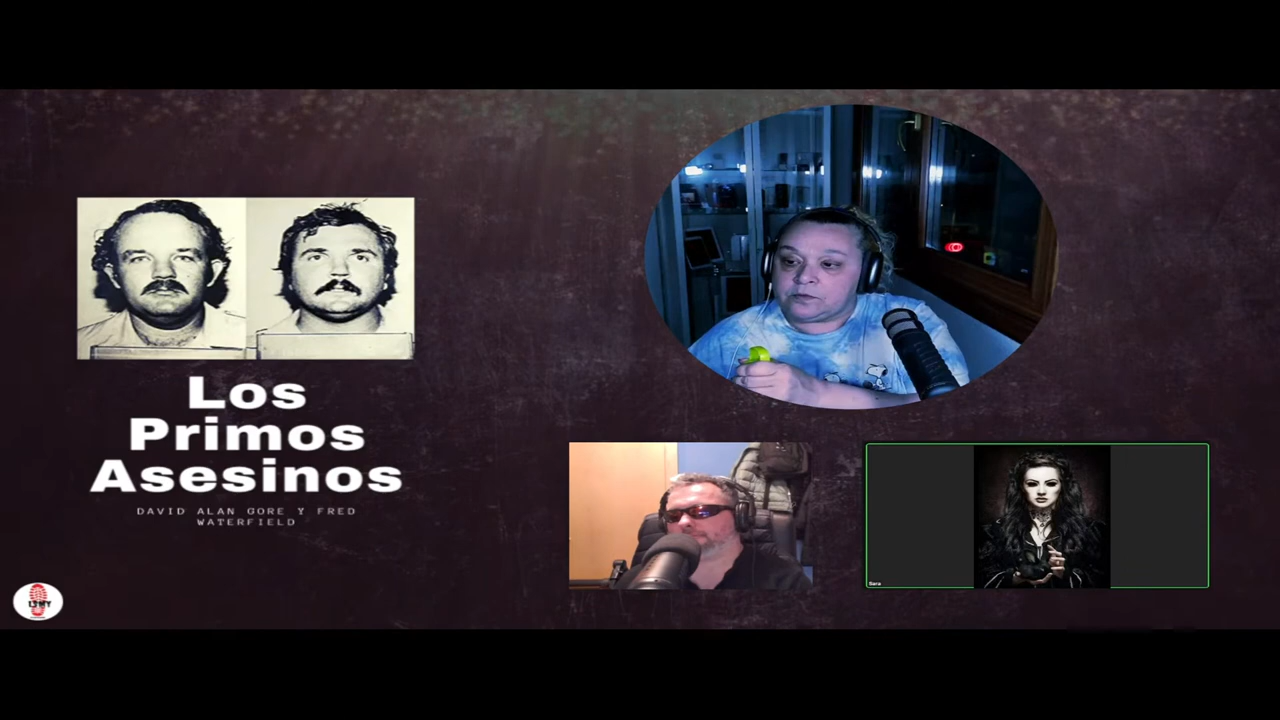 Los
Primos
Asesinos
DAVID ALAN GORE Y FRED
WATERFIELD
Sara